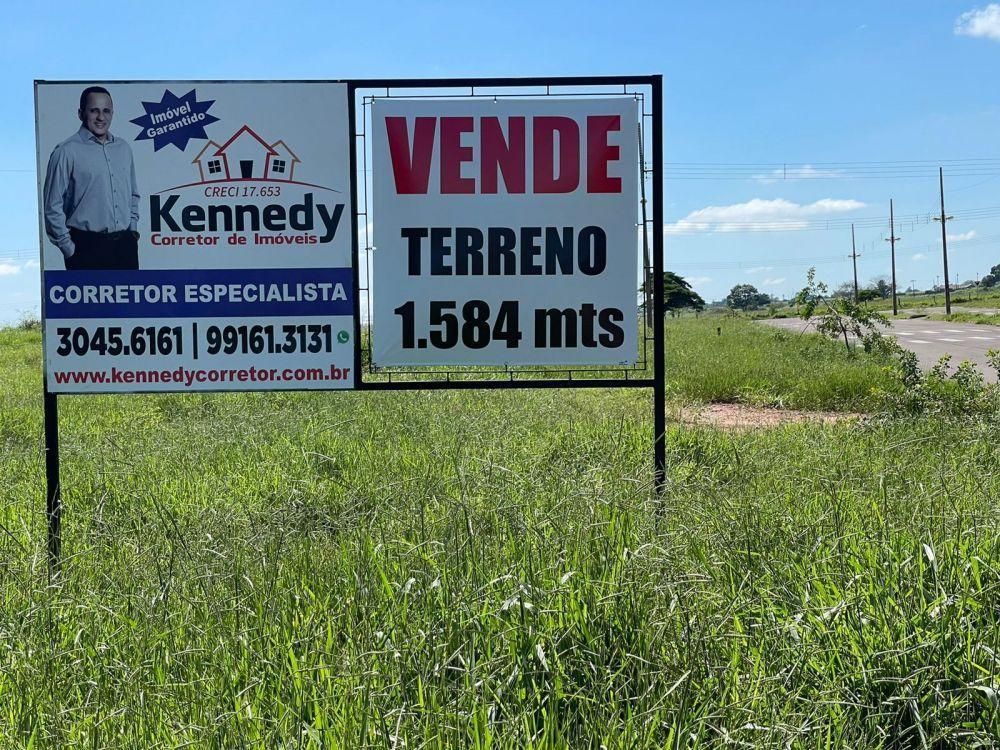 Imóvel
Garantido
CRECI 17.653
Kennedy
Corretor de Imóveis
CORRETOR ESPECIALISTA
3045.6161 | 99161.3131
www.kennedycorretor.com.br
VENDE
TERRENO
1.584 mts